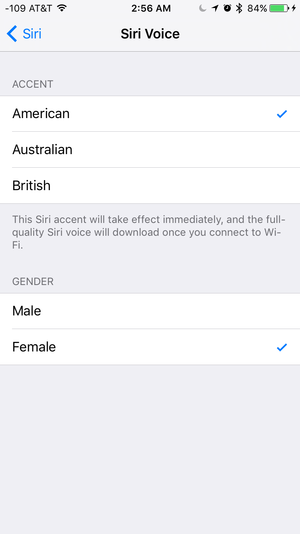 -109 AT&T 2:56 AM 84%
Siri Siri Voice
ACCENT
American
Australian
British
This Siri accent will take effect immediately, and the full-
quality Siri voice will download once you connect to Wi-
Fi.
GENDER
Male
Female